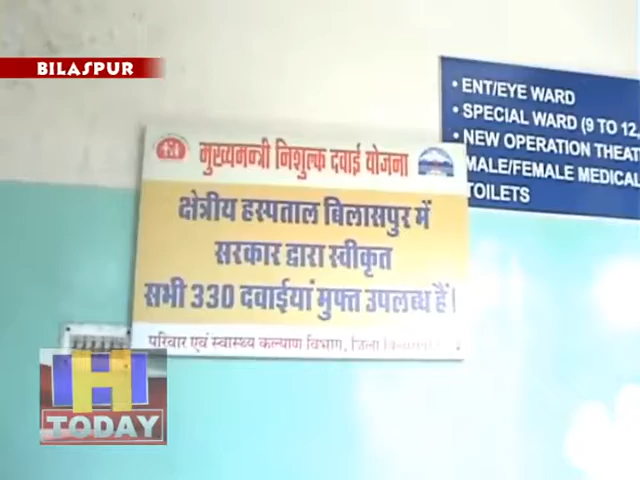 BILASPUR
• ENT/EYE WARD
• SPECIAL WARD (9 TO 12
• NEW OPERATION THEAT
MALE/FEMALE MEDICAL
TOILETS
मुख्यमन्त्री निशुल्क दवाई योजना
क्षेत्रीय हस्पताल बिलासपुर में
सरकार द्वारा स्वीकृत
सभी 330 दवाईयां मुफ्त उपलब्ध हैं।
परिवार एवं स्वास्थ्य कल्याण विभाग, जिला
H
TODAY